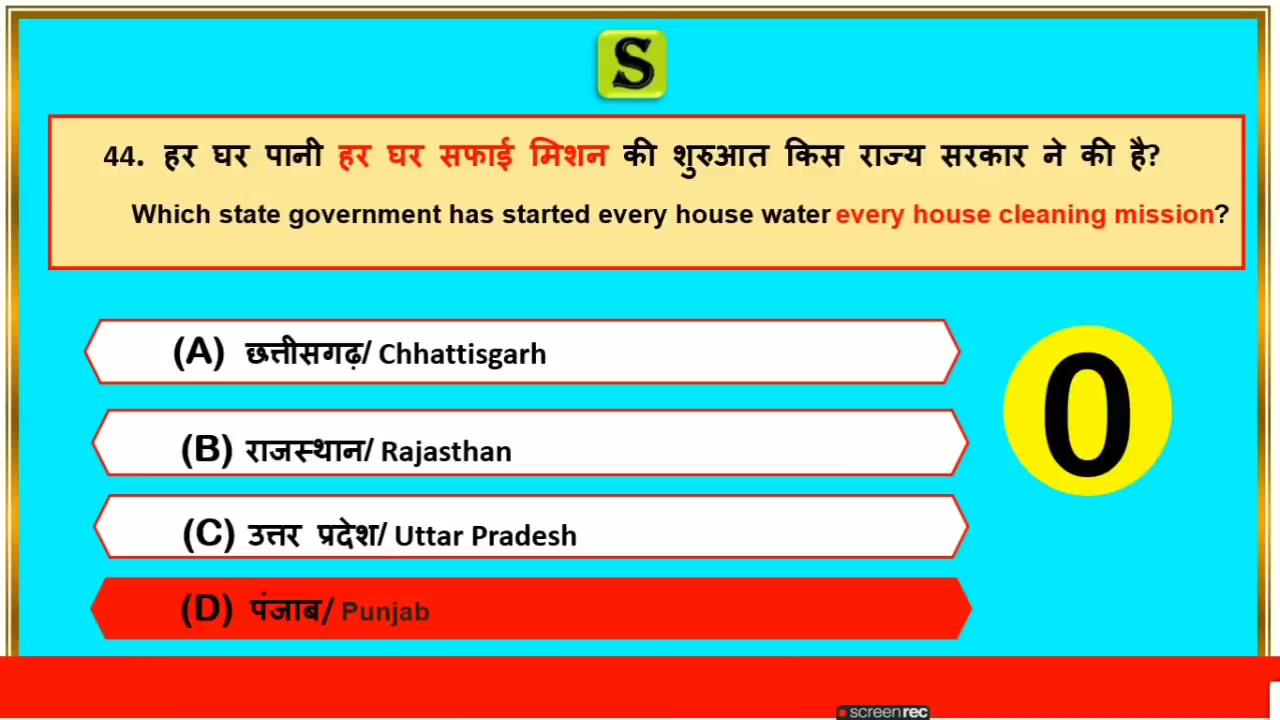 S
44. हर घर पानी हर घर सफाई मिशन की शुरुआत किस राज्य सरकार ने की है?
Which state government has started every house water every house cleaning mission?
(A) छत्तीसगढ़/ Chhattisgarh
(B) राजस्थान/ Rajasthan
0
(C) उत्तर प्रदेश/ Uttar Pradesh
(D) पंजाब/ Punjab
screenrec